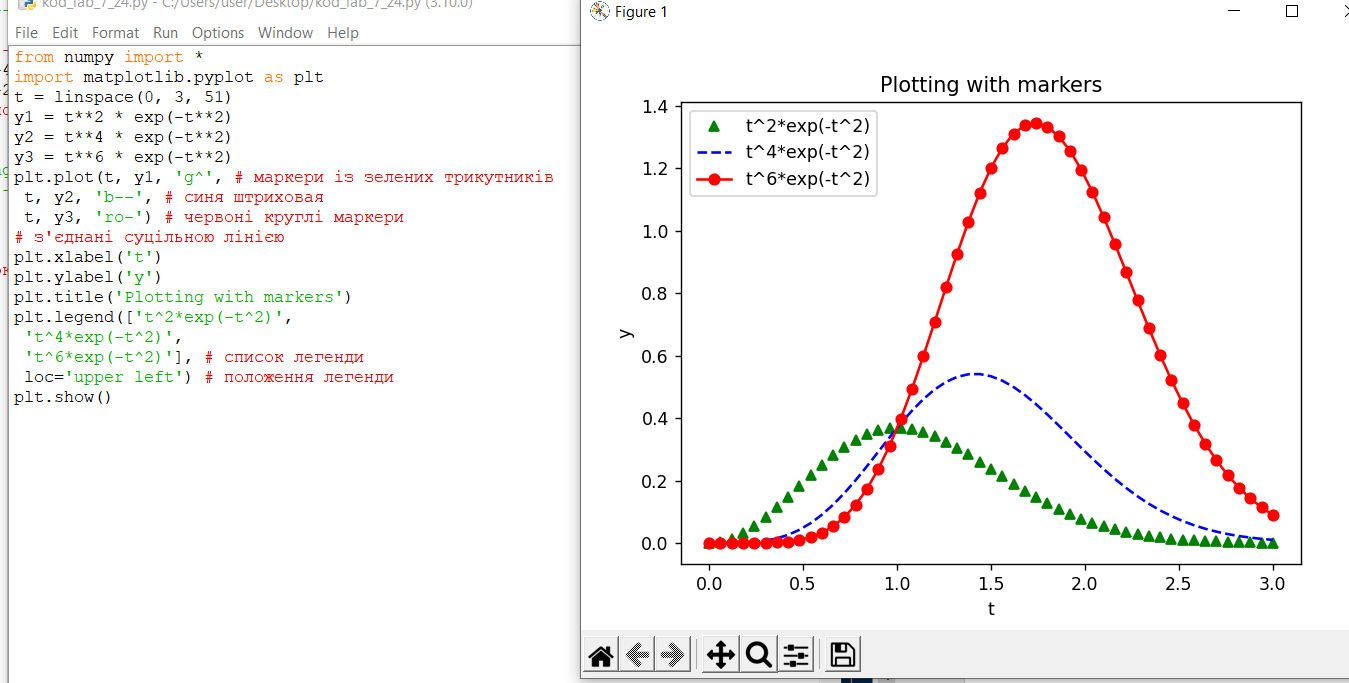 kod_lab_7_24.py - C:/Users/user/Desktop/kod_lab_7_24.py (3.10.0)
File Edit Format Run Options Window Help
from numpy import *
import matplotlib.pyplot as plt
t = linspace(0, 3, 51)
y1 = t**2 * exp(-t**2)
y2 = t**4 * exp(-t**2)
y3 = t**6 * exp(-t**2)
plt.plot(t, y1, 'g^', # маркери із зелених трикутників
t, y2, 'b--', # синя штрихова
t, y3, 'ro-') # червоні круглі маркери
# з'єднані суцільною лінією
plt.xlabel('t')
plt.ylabel('y')
plt.title('Plotting with markers')
plt.legend(['t^2*exp(-t^2)',
't^4*exp(-t^2)',
't^6*exp(-t^2)'], # список легенди
loc='upper left') # положення легенди
plt.show()
Figure 1
Plotting with markers
t^2*exp(-t^2)
t^4*exp(-t^2)
t^6*exp(-t^2)
1.4
1.2
1.0
0.8
0.6
0.4
0.2
0.0
y
0.0 0.5 1.0 1.5 2.0 2.5 3.0
t